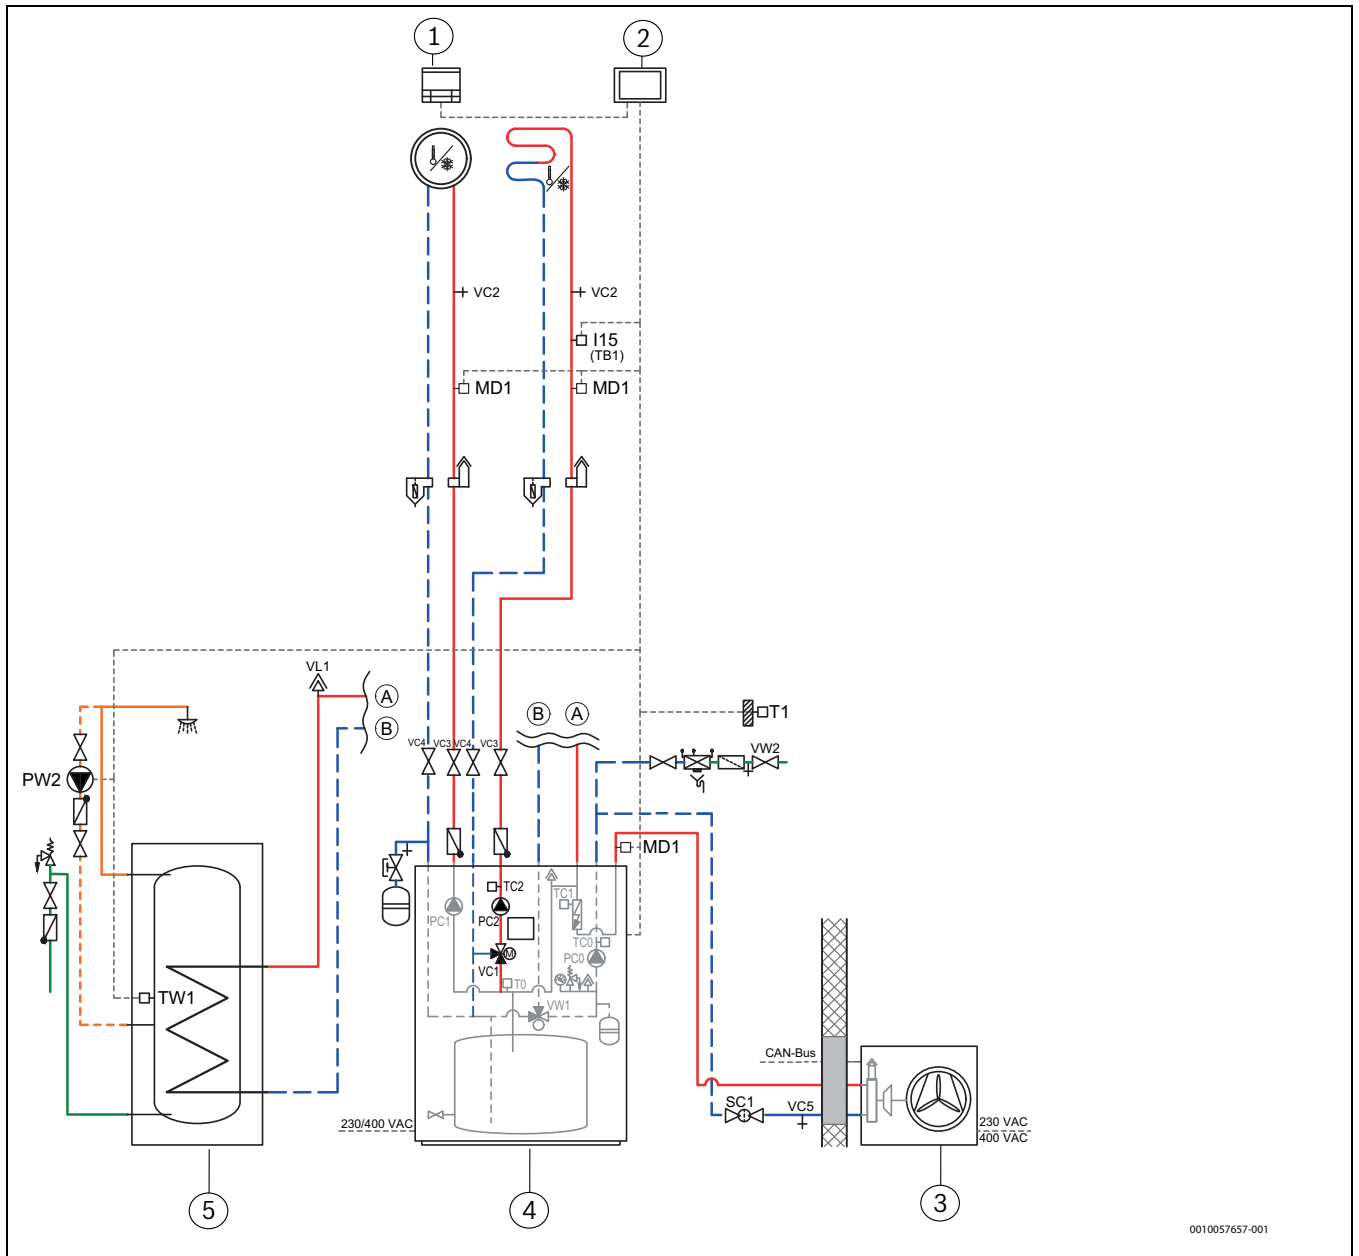 1
2
VC2
VC2
I15
(TB1)
MD1
MD1
VL1
A
B
B
A
T1
VC4
VC3
VC4
VC3
VW2
PW2
MD1
TC2
TC1
PC1
PC2
TC0
PC0
M
VC1
T0
VW1
TW1
CAN-Bus
SC1
VC5
230/400 VAC
230 VAC
400 VAC
5
4
3
0010057657-001